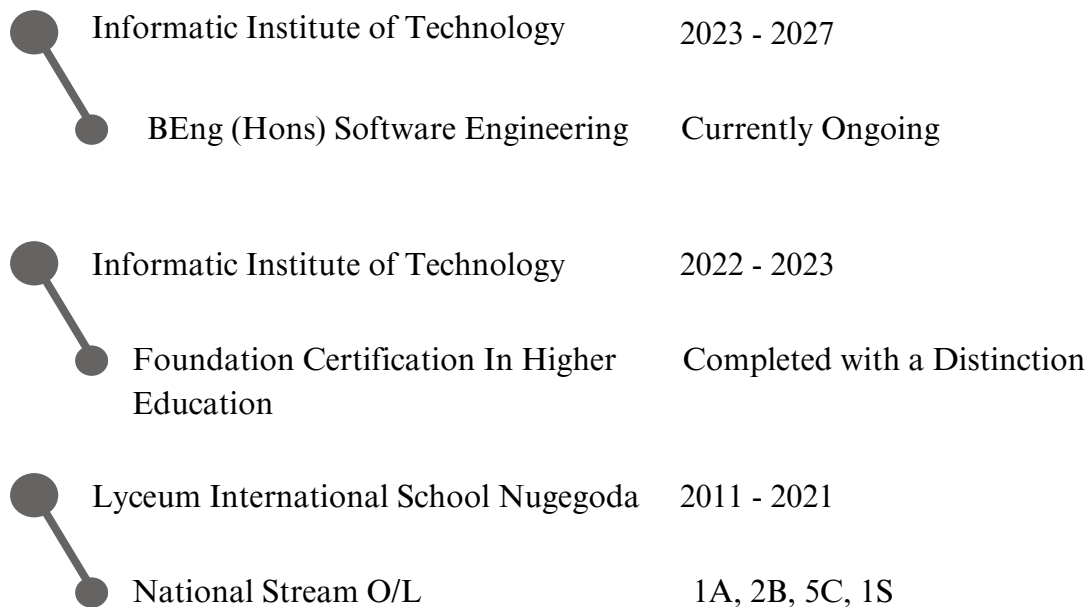 Informatic Institute of Technology 2023 - 2027
BEng (Hons) Software Engineering Currently Ongoing
Informatic Institute of Technology 2022 - 2023
Foundation Certification In Higher Completed with a Distinction
Education
Lyceum International School Nugegoda 2011 - 2021
National Stream O/L 1A, 2B, 5C, 1S